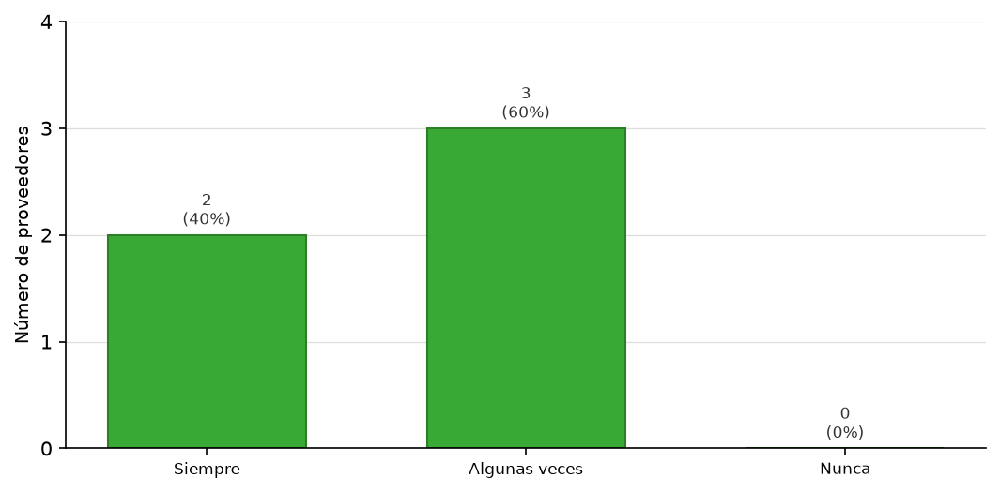 Número de proveedores
4
3
2
1
0
2
(40%)
3
(60%)
0
(0%)
Siempre
Algunas veces
Nunca